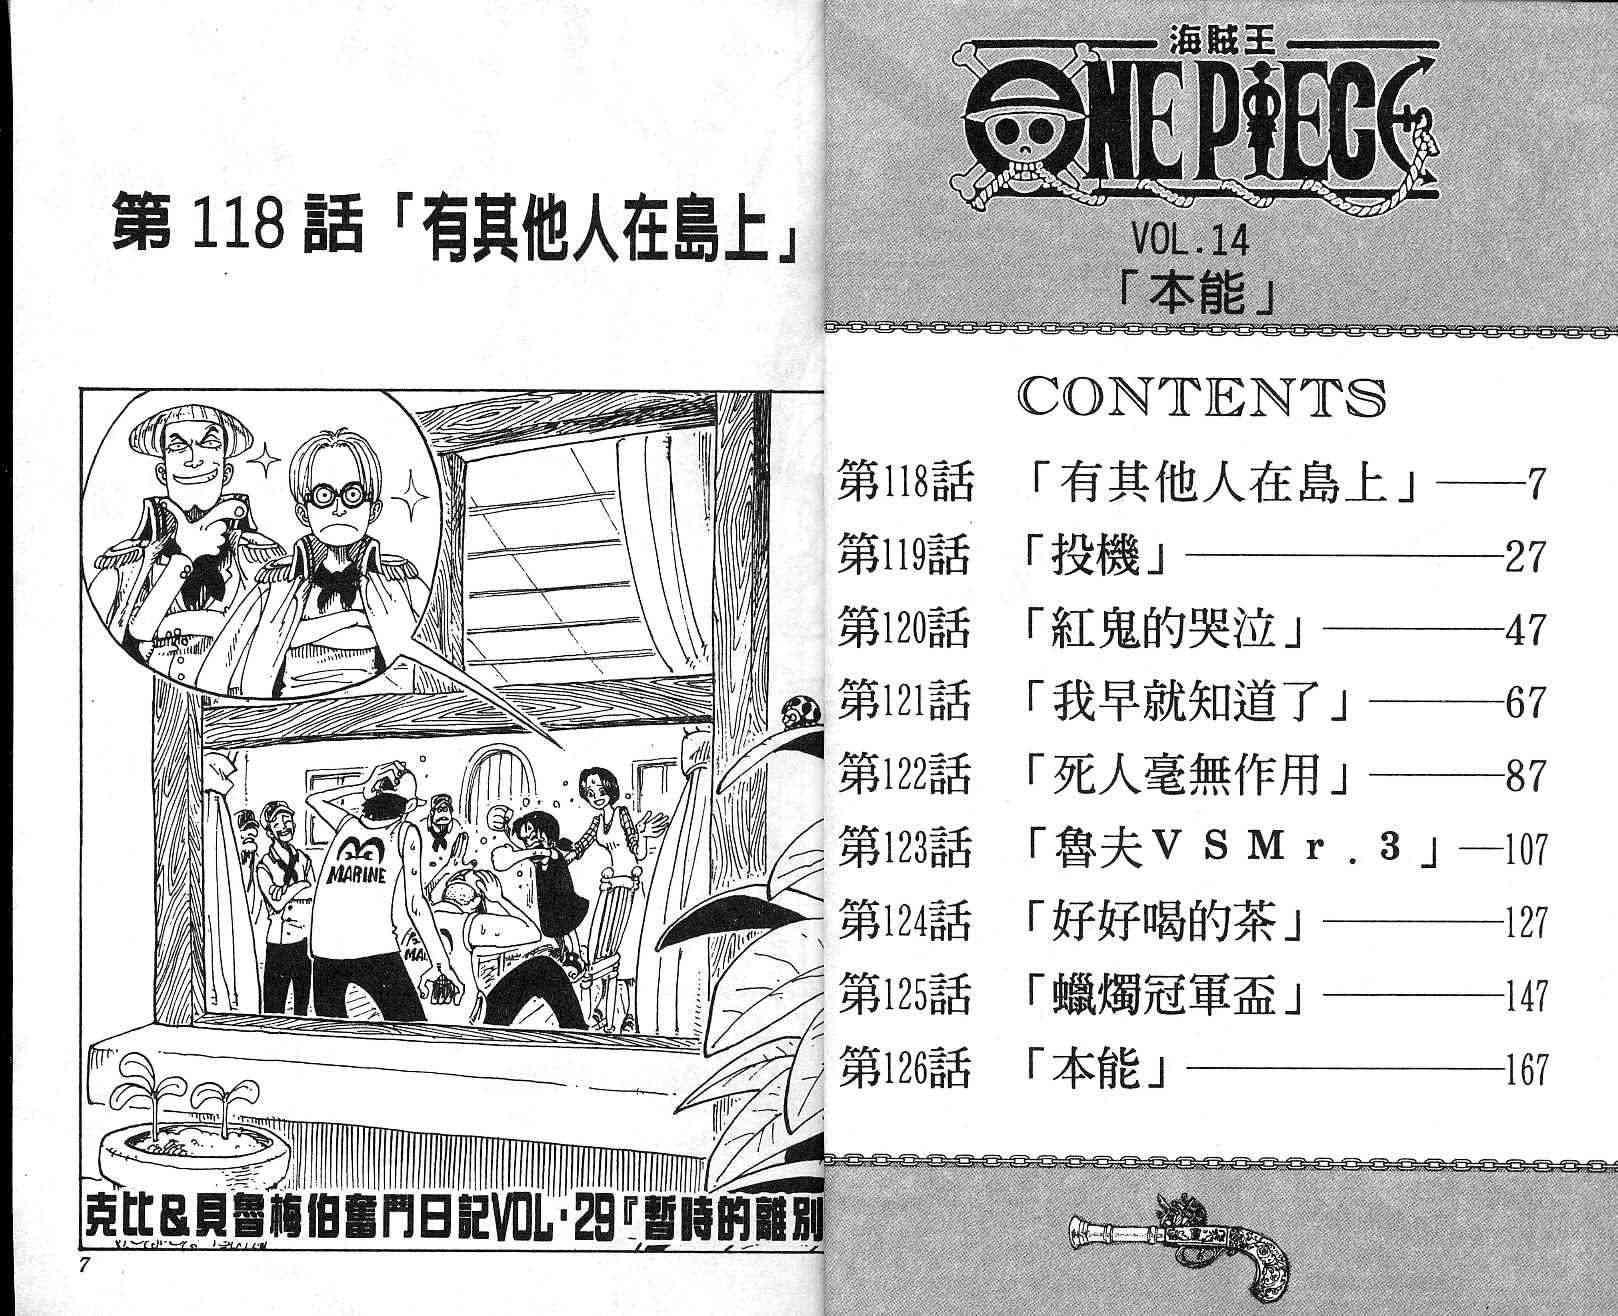 海賊王
ONE PIECE
VOL.14
「本能」
CONTENTS
第118話 「有其他人在島上」——7
第119話 「投機」——27
第120話 「紅鬼的哭泣」——47
第121話 「我早就知道了」——67
第122話 「死人毫無作用」——87
第123話 「魯夫VSMr.3」—107
第124話 「好好喝的茶」——127
第125話 「蠟燭冠軍盃」——147
第126話 「本能」——167
第118話「有其他人在島上」
MARINE
克比&貝魯梅伯奮鬥日記VOL·29『暫時的離別
7